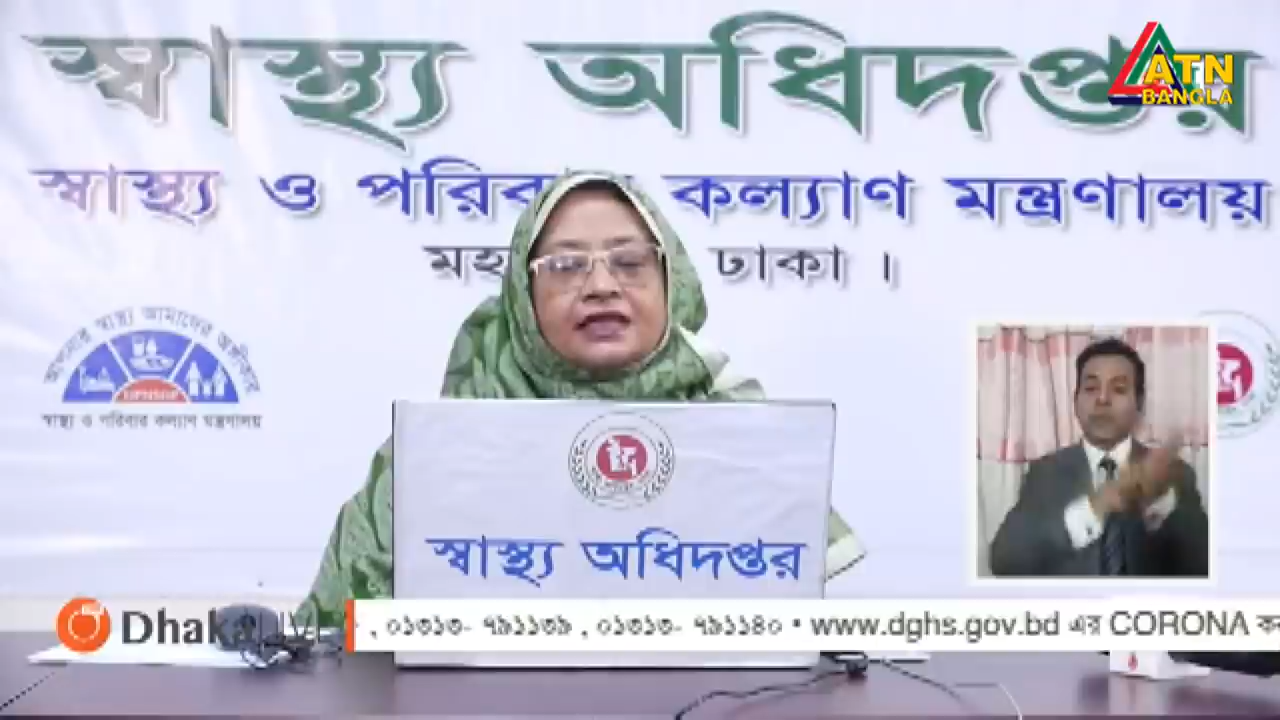 স্বাস্থ্য অধিদপ্তর
ATN
BANGLA
স্বাস্থ্য ও পরিবার কল্যাণ মন্ত্রণালয়
ঢাকা ।
স্বাস্থ্য ও পরিবার কল্যাণ মন্ত্রণালয়
স্বাস্থ্য অধিদপ্তর
Dhaka LIVE
, ০১৩১৩- ৭৯১১৩৯ , ০১৩১৩- ৭৯১১৪০ • www.dghs.gov.bd এর CORONA